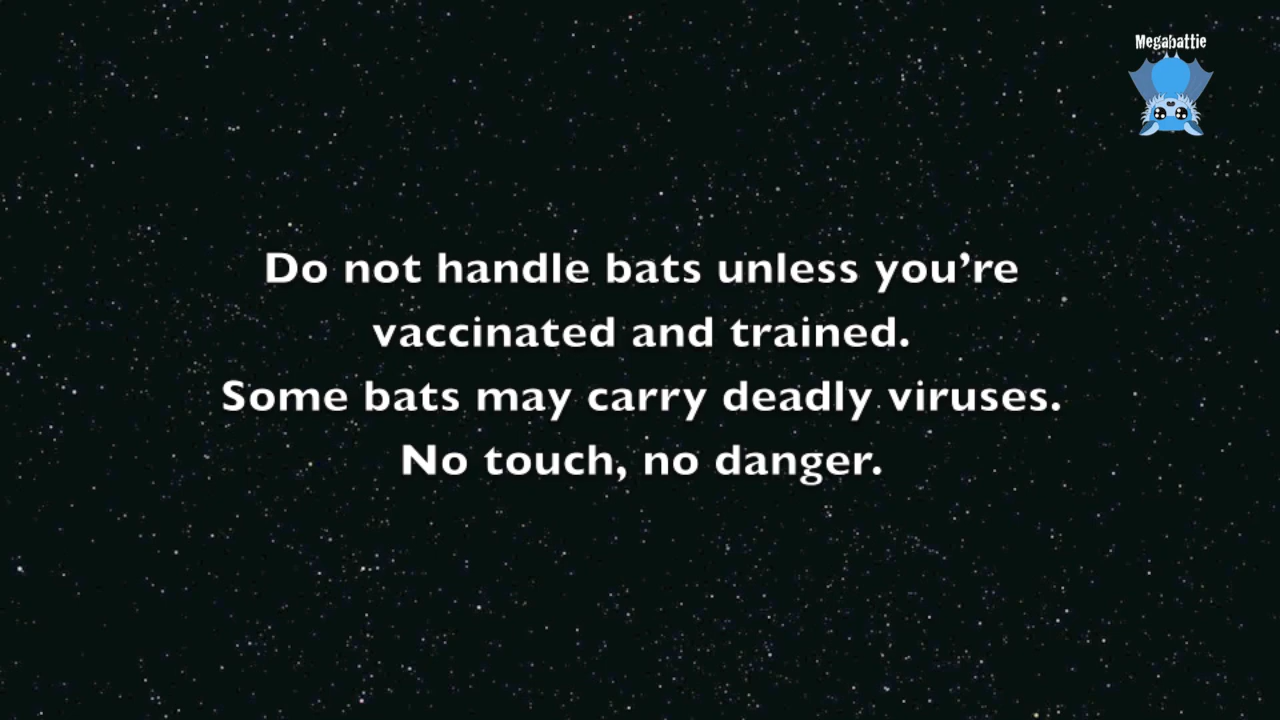 Megabattie
Do not handle bats unless you’re
vaccinated and trained.
Some bats may carry deadly viruses.
No touch, no danger.